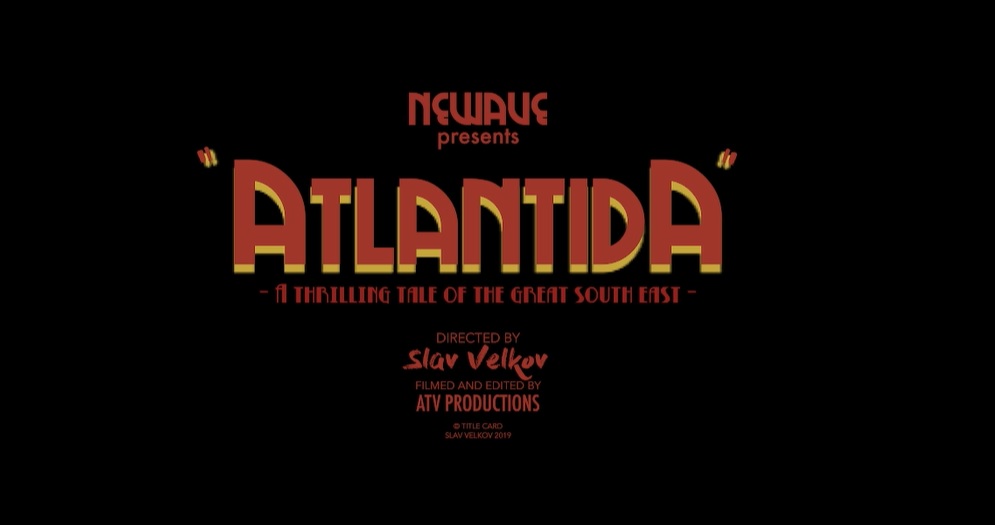 NEWAVE
presents
"ATLANTIDA"
- A THRILLING TALE OF THE GREAT SOUTH EAST -
DIRECTED BY
Slav Velkov
FILMED AND EDITED BY
ATV PRODUCTIONS
© TITLE CARD
SLAV VELKOV 2019